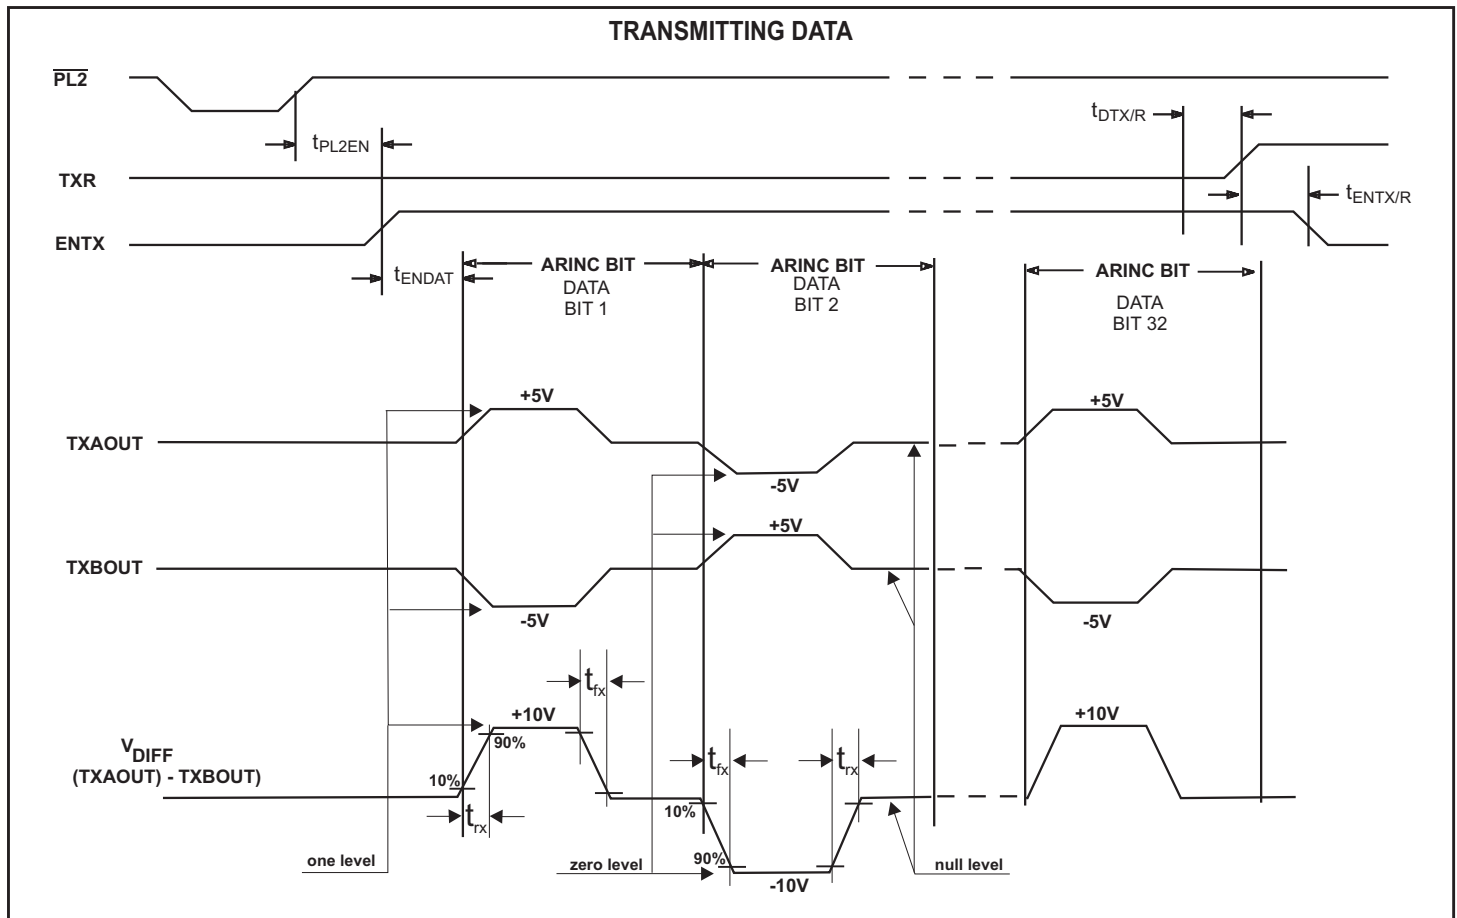 TRANSMITTING DATA
PL2
tDTX/R
tPL2EN
TXR
tENTX/R
ENTX
tENDAT
ARINC BIT
DATA
BIT 1
ARINC BIT
DATA
BIT 2
ARINC BIT
DATA
BIT 32
+5V
+5V
TXAOUT
-5V
+5V
TXBOUT
-5V
-5V
tfx
+10V
+10V
90%
VDIFF
(TXAOUT) - TXBOUT)
tfx
trx
10%
10%
trx
one level
zero level
90%
-10V
null level